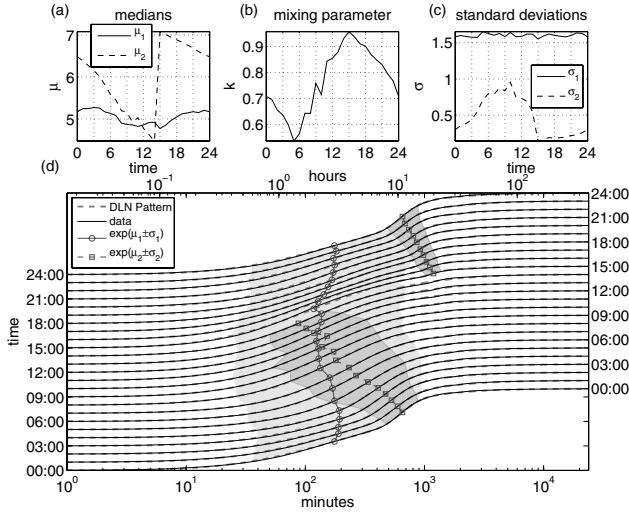 (a) medians
μ1
μ2
7
6
5
μ
0 6 12 18 24
time
(b) mixing parameter
0.9
0.8
0.7
0.6
k
0 6 12 18 24
(c) standard deviations
1.5
1
0.5
σ
σ1
σ2
0 6 12 18 24
time
(d)
hours
10^-1 10^0 10^1 10^2
DLN Pattern
data
exp(μ1±σ1)
exp(μ2±σ2)
24:00
21:00
18:00
15:00
12:00
09:00
06:00
03:00
00:00
time
24:00
21:00
18:00
15:00
12:00
09:00
06:00
03:00
00:00
10^0 10^1 10^2 10^3 10^4
minutes